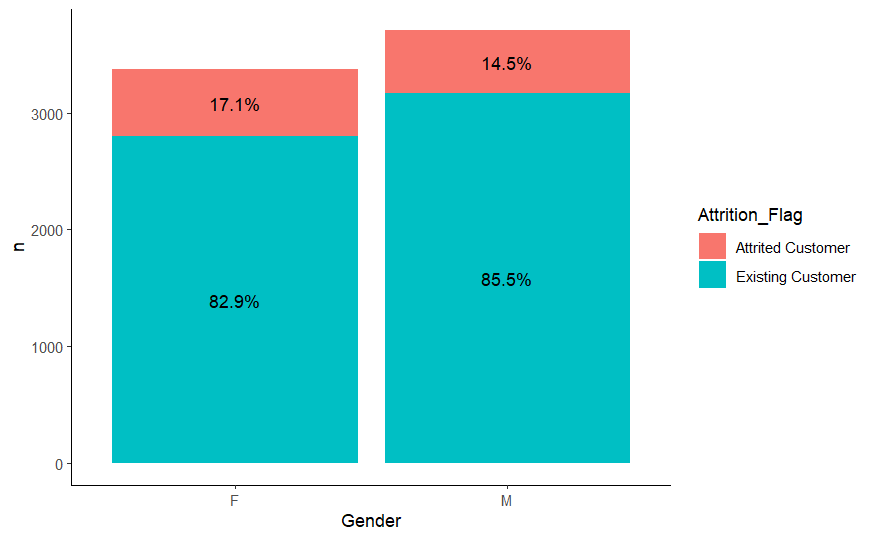 n
3000
2000
1000
0
17.1%
14.5%
82.9%
85.5%
F
M
Gender
Attrition_Flag
Attrited Customer
Existing Customer